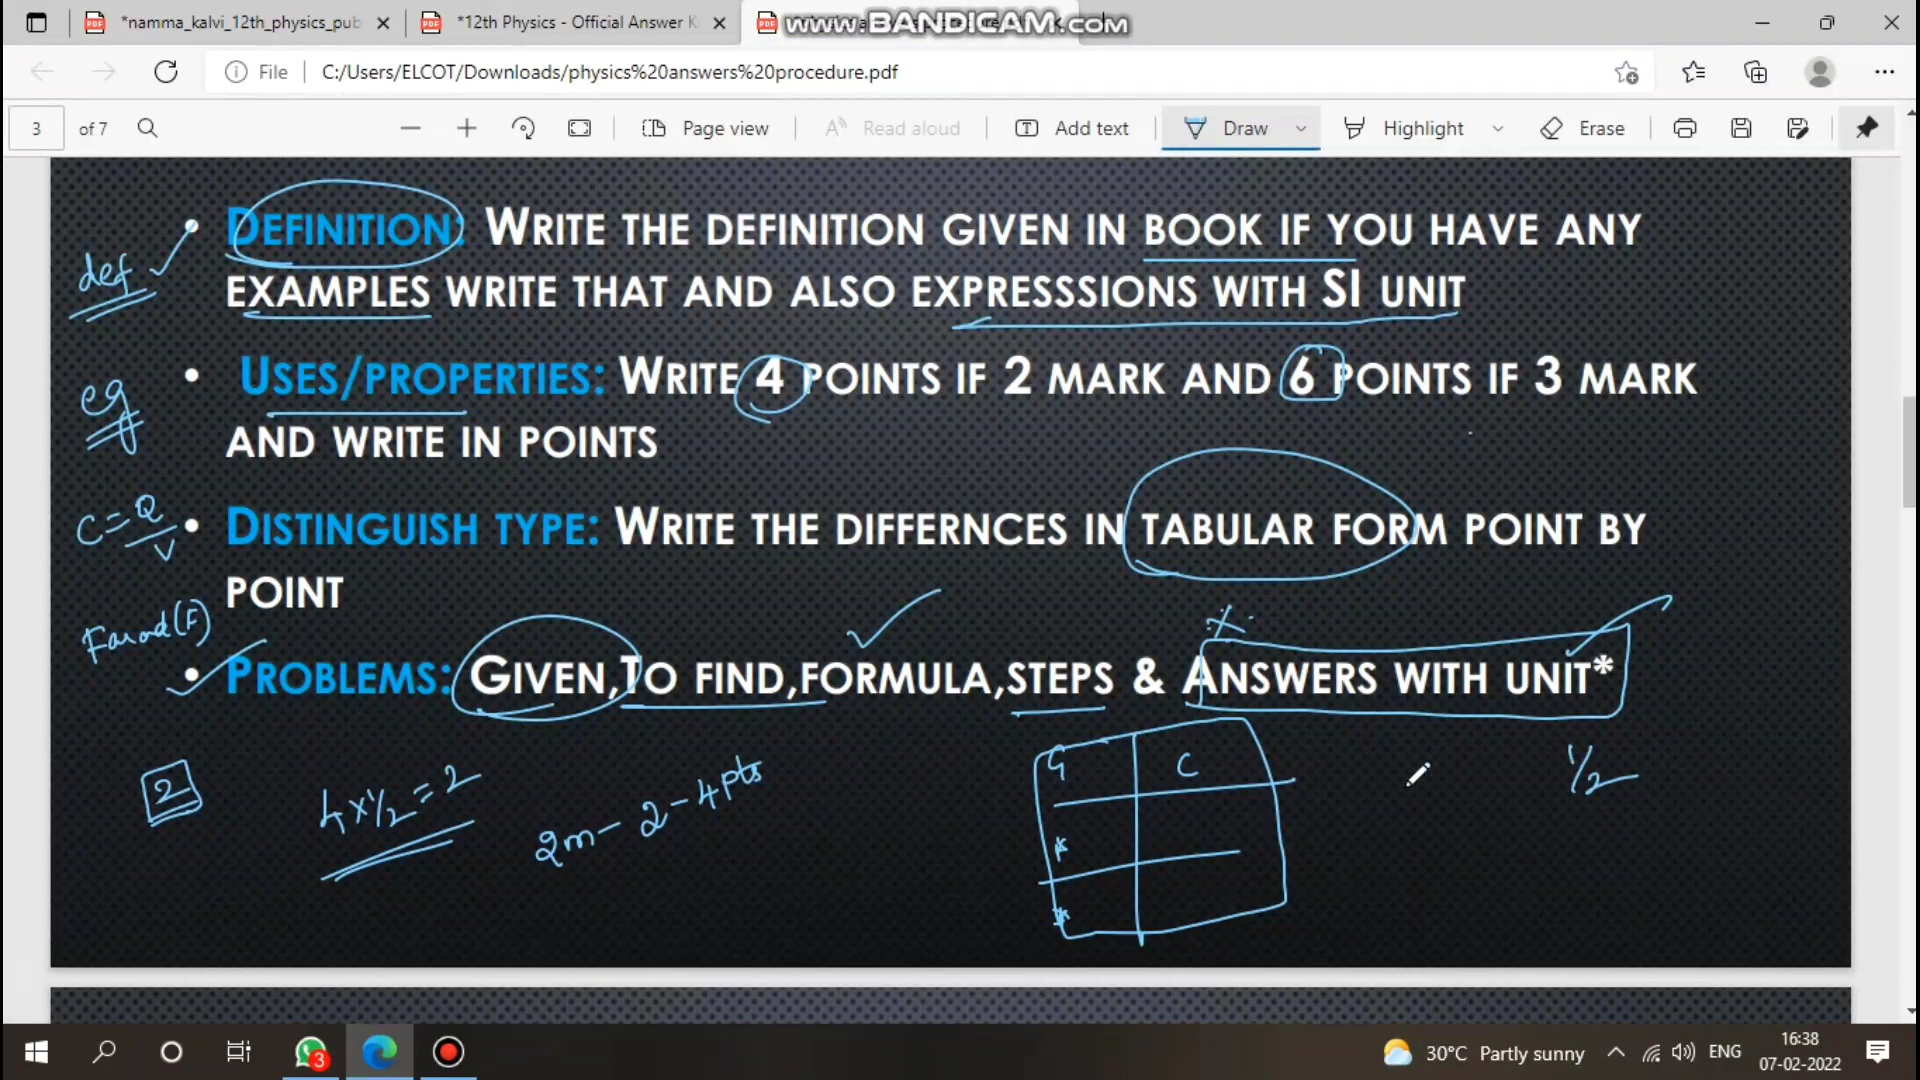 *namma_kalvi_12th_physics_pub
*12th Physics - Official Answer K
www.BANDICAM.com
File
C:/Users/ELCOT/Downloads/physics%20answers%20procedure.pdf
3 of 7
Page view
Read aloud
Add text
Draw
Highlight
Erase
DEFINITION: WRITE THE DEFINITION GIVEN IN BOOK IF YOU HAVE ANY
EXAMPLES WRITE THAT AND ALSO EXPRESSSIONS WITH SI UNIT
def
USES/PROPERTIES: WRITE 4 POINTS IF 2 MARK AND 6 POINTS IF 3 MARK
AND WRITE IN POINTS
eg
DISTINGUISH TYPE: WRITE THE DIFFERNCES IN TABULAR FORM POINT BY
POINT
C=Q/V
Farad(F)
PROBLEMS: GIVEN,TO FIND,FORMULA,STEPS & ANSWERS WITH UNIT*
2
4x1/2=2
2m-2-4pts
C
1/2
3
30°C Partly sunny
ENG
16:38
07-02-2022